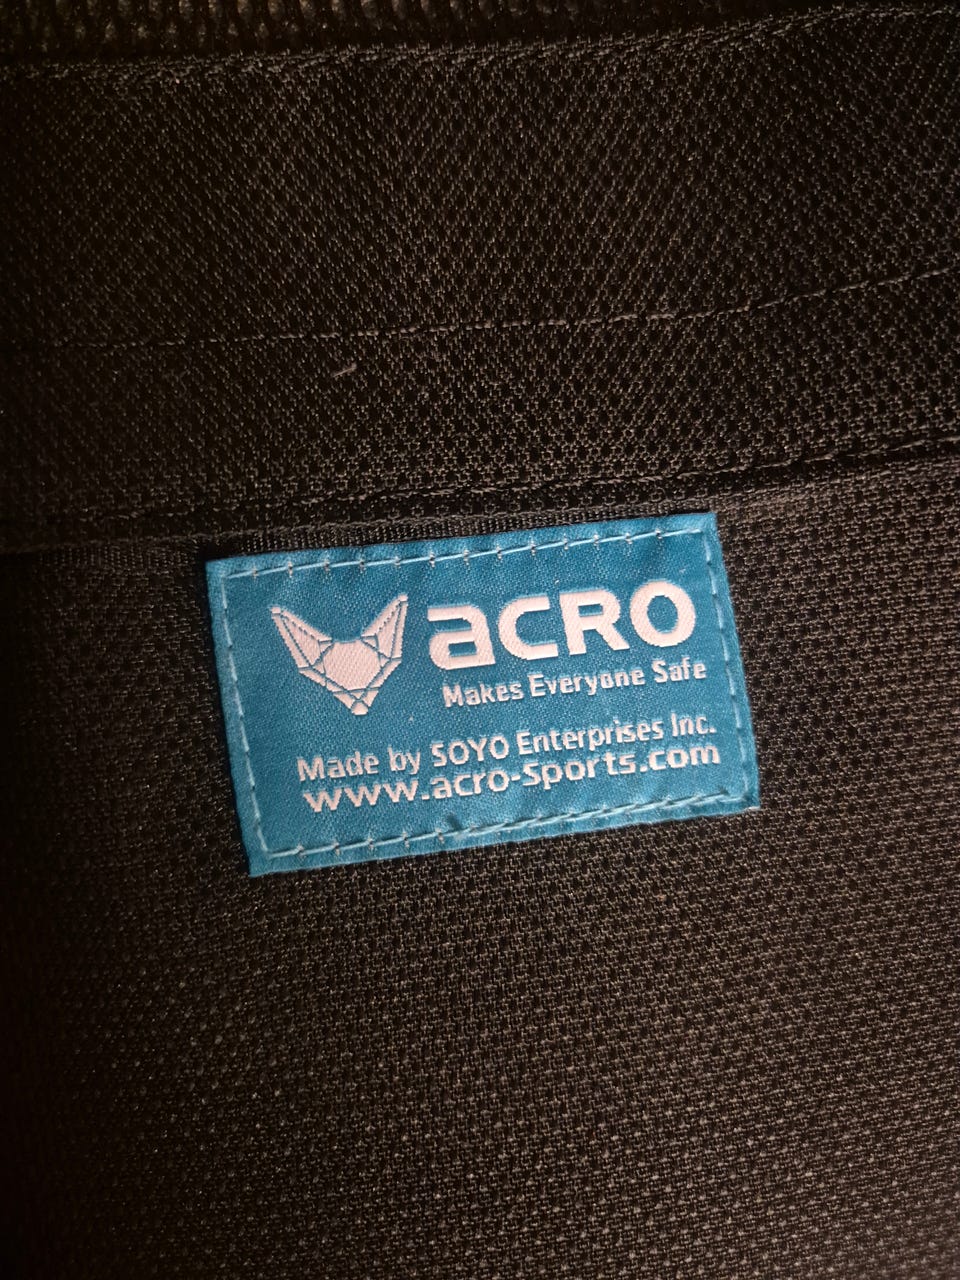 acro
Makes Everyone Safe
Made by SOYO Enterprises Inc.
www.acro-sports.com